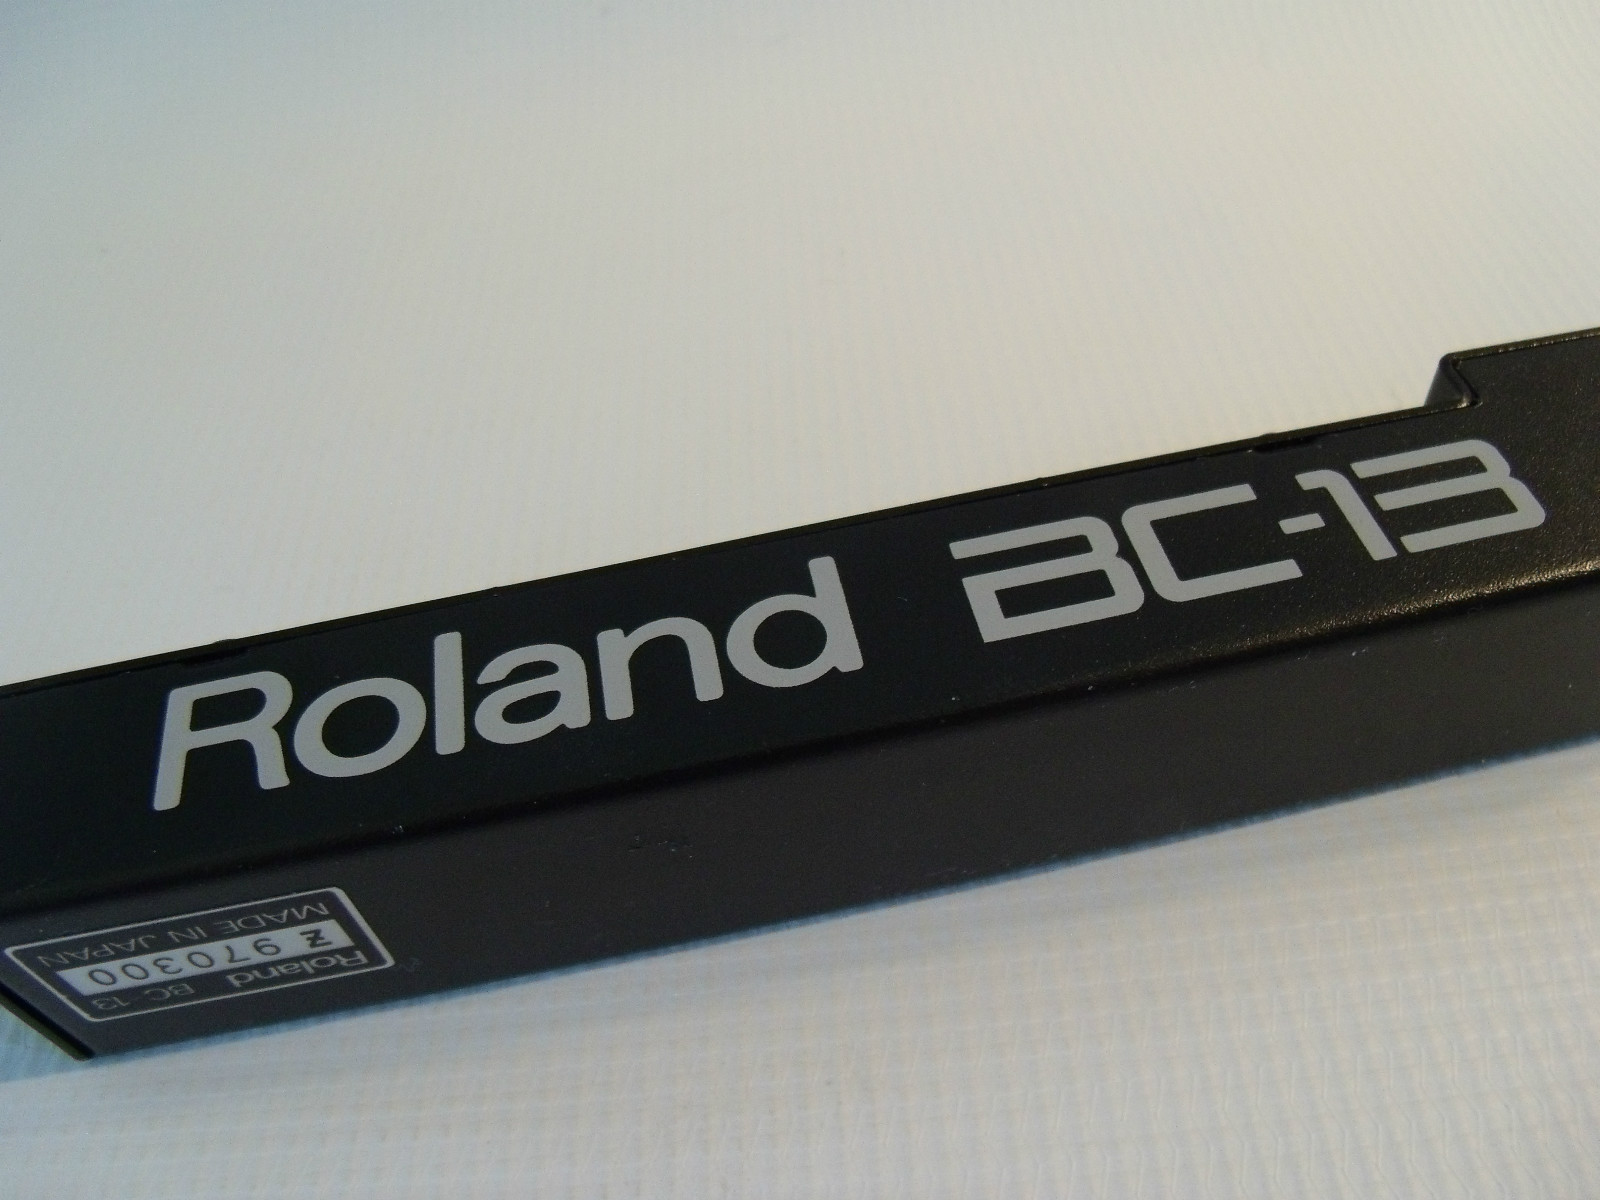 Roland BC-13
Roland BC-13
Z 970300
MADE IN JAPAN